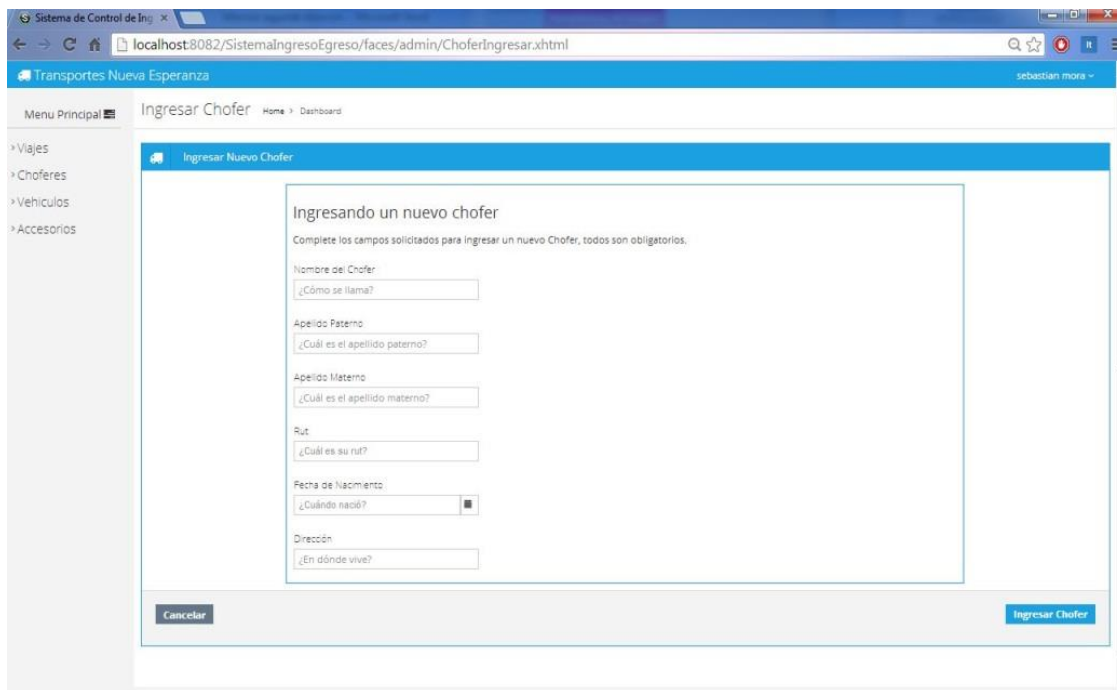 Sistema de Control de Ing
localhost:8082/SistemaIngresoEgreso/faces/admin/ChoferIngresar.xhtml
Transportes Nueva Esperanza
sebastian mora
Menu Principal
Ingresar Chofer Home > Dashboard
Viajes
Choferes
Vehiculos
Accesorios
Ingresar Nuevo Chofer
Ingresando un nuevo chofer
Complete los campos solicitados para ingresar un nuevo Chofer, todos son obligatorios.
Nombre del Chofer
¿Cómo se llama?
Apellido Paterno
¿Cuál es el apellido paterno?
Apellido Materno
¿Cuál es el apellido materno?
Rut
¿Cuál es su rut?
Fecha de Nacimiento
¿Cuándo nació?
Dirección
¿En dónde vive?
Cancelar
Ingresar Chofer